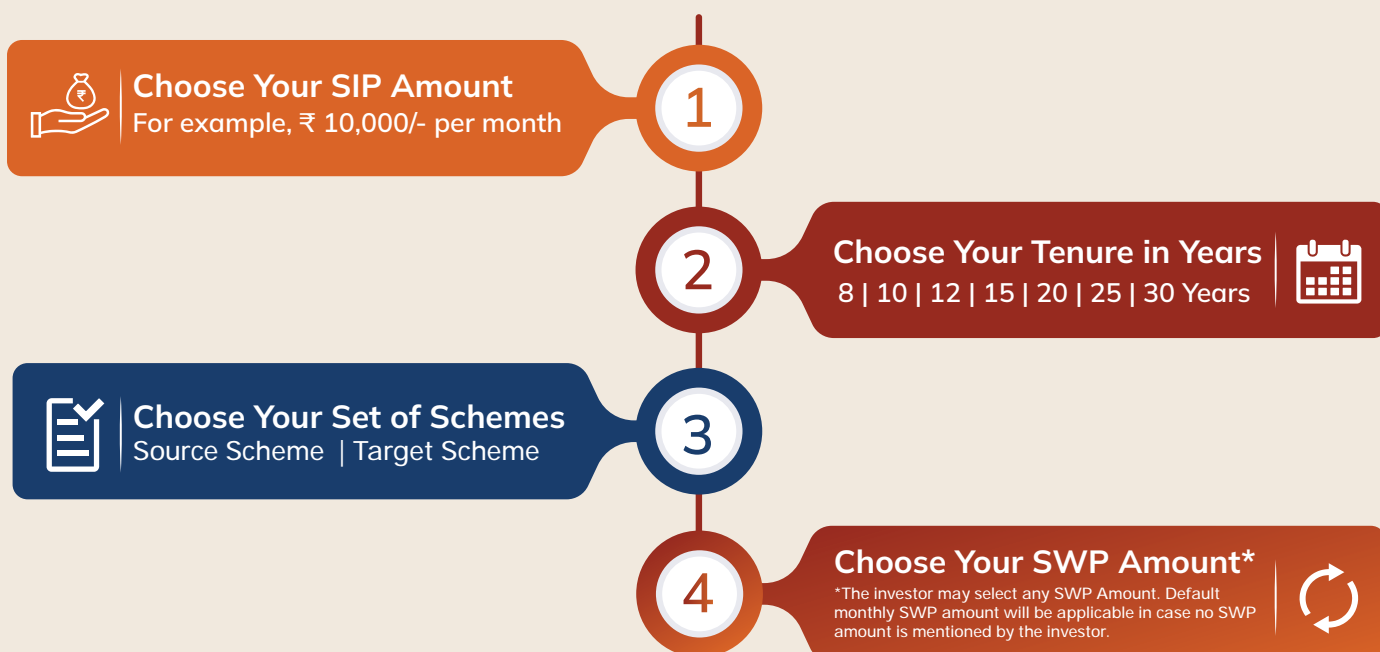 Choose Your SIP Amount
For example, ₹ 10,000/- per month
1
2
Choose Your Tenure in Years
8 | 10 | 12 | 15 | 20 | 25 | 30 Years
Choose Your Set of Schemes
Source Scheme | Target Scheme
3
4
Choose Your SWP Amount*
*The investor may select any SWP Amount. Default
monthly SWP amount will be applicable in case no SWP
amount is mentioned by the investor.